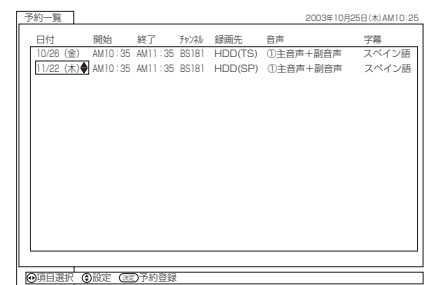 予約一覧 2003年10月25日(木)AM10:25
日付 開始 終了 チャンネル 録画先 音声 字幕
10/26 (金) AM10:35 AM11:35 BS181 HDD(TS) ①主音声+副音声 スペイン語
11/22 (木) AM10:35 AM11:35 BS181 HDD(SP) ①主音声+副音声 スペイン語
項目選択 設定 決定 予約登録